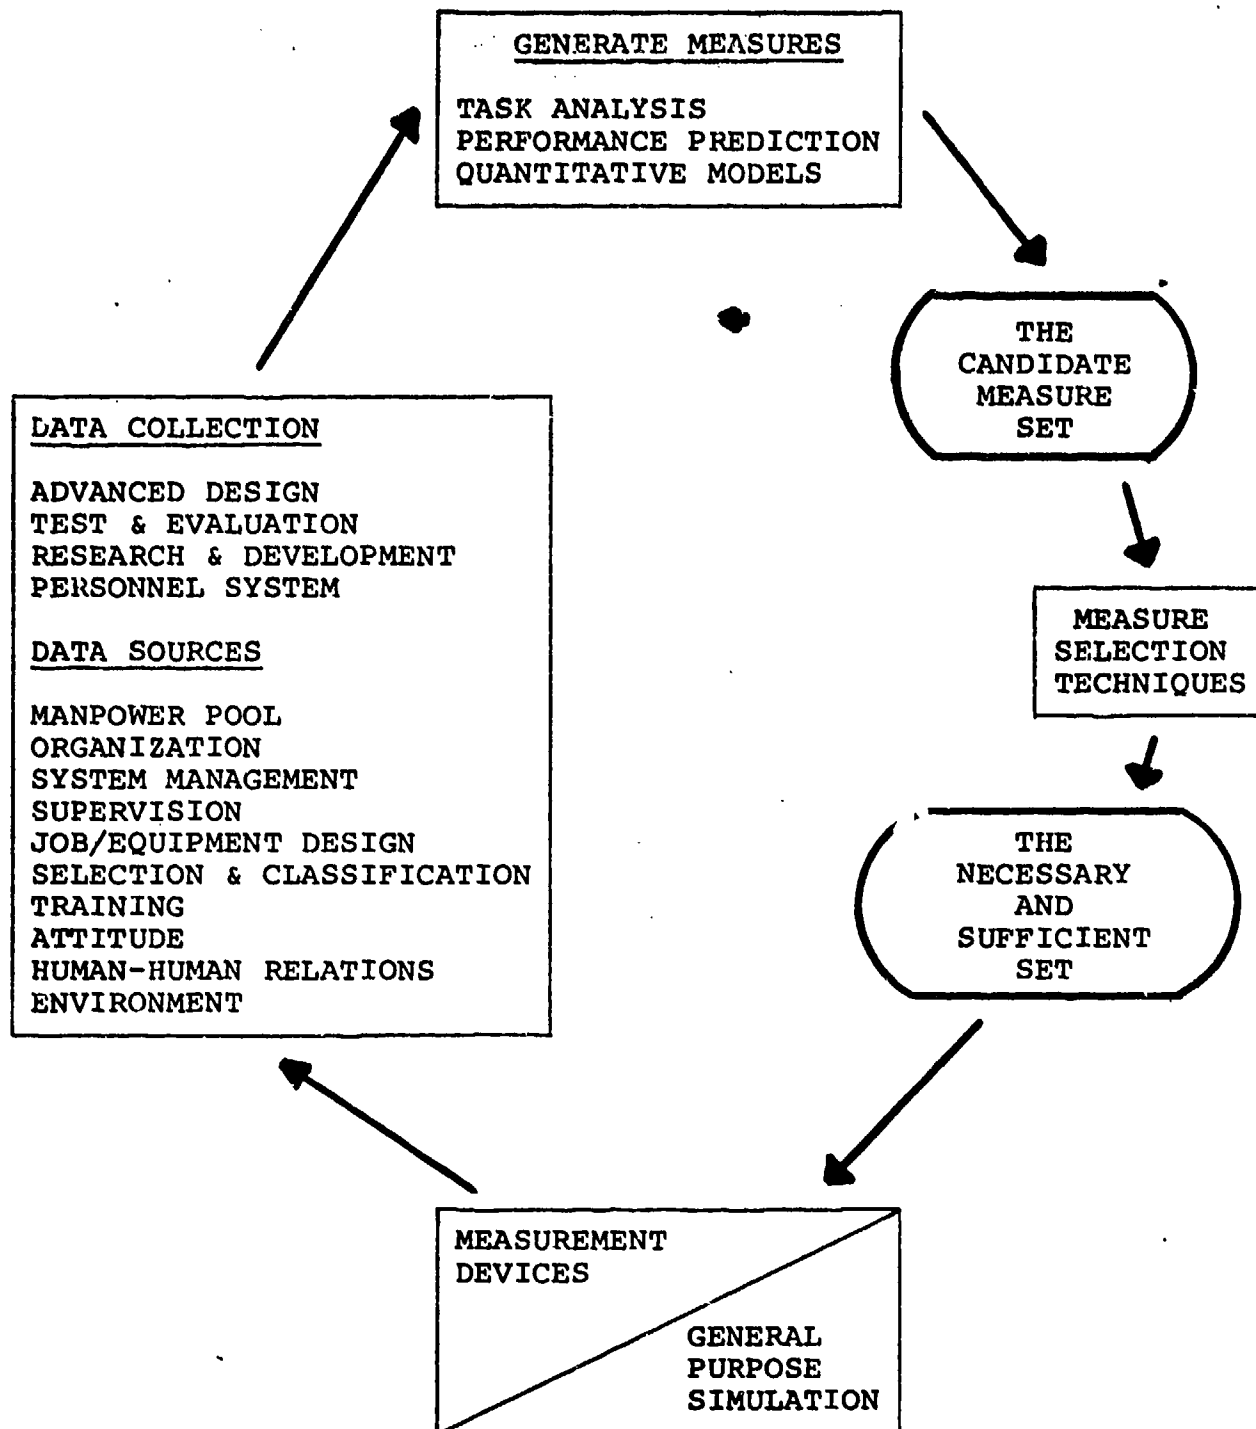 GENERATE MEASURES
TASK ANALYSIS
PERFORMANCE PREDICTION
QUANTITATIVE MODELS
THE
CANDIDATE
MEASURE
SET
MEASURE
SELECTION
TECHNIQUES
THE
NECESSARY
AND
SUFFICIENT
SET
MEASUREMENT
DEVICES
GENERAL
PURPOSE
SIMULATION
DATA COLLECTION
ADVANCED DESIGN
TEST & EVALUATION
RESEARCH & DEVELOPMENT
PERSONNEL SYSTEM
DATA SOURCES
MANPOWER POOL
ORGANIZATION
SYSTEM MANAGEMENT
SUPERVISION
JOB/EQUIPMENT DESIGN
SELECTION & CLASSIFICATION
TRAINING
ATTITUDE
HUMAN-HUMAN RELATIONS
ENVIRONMENT